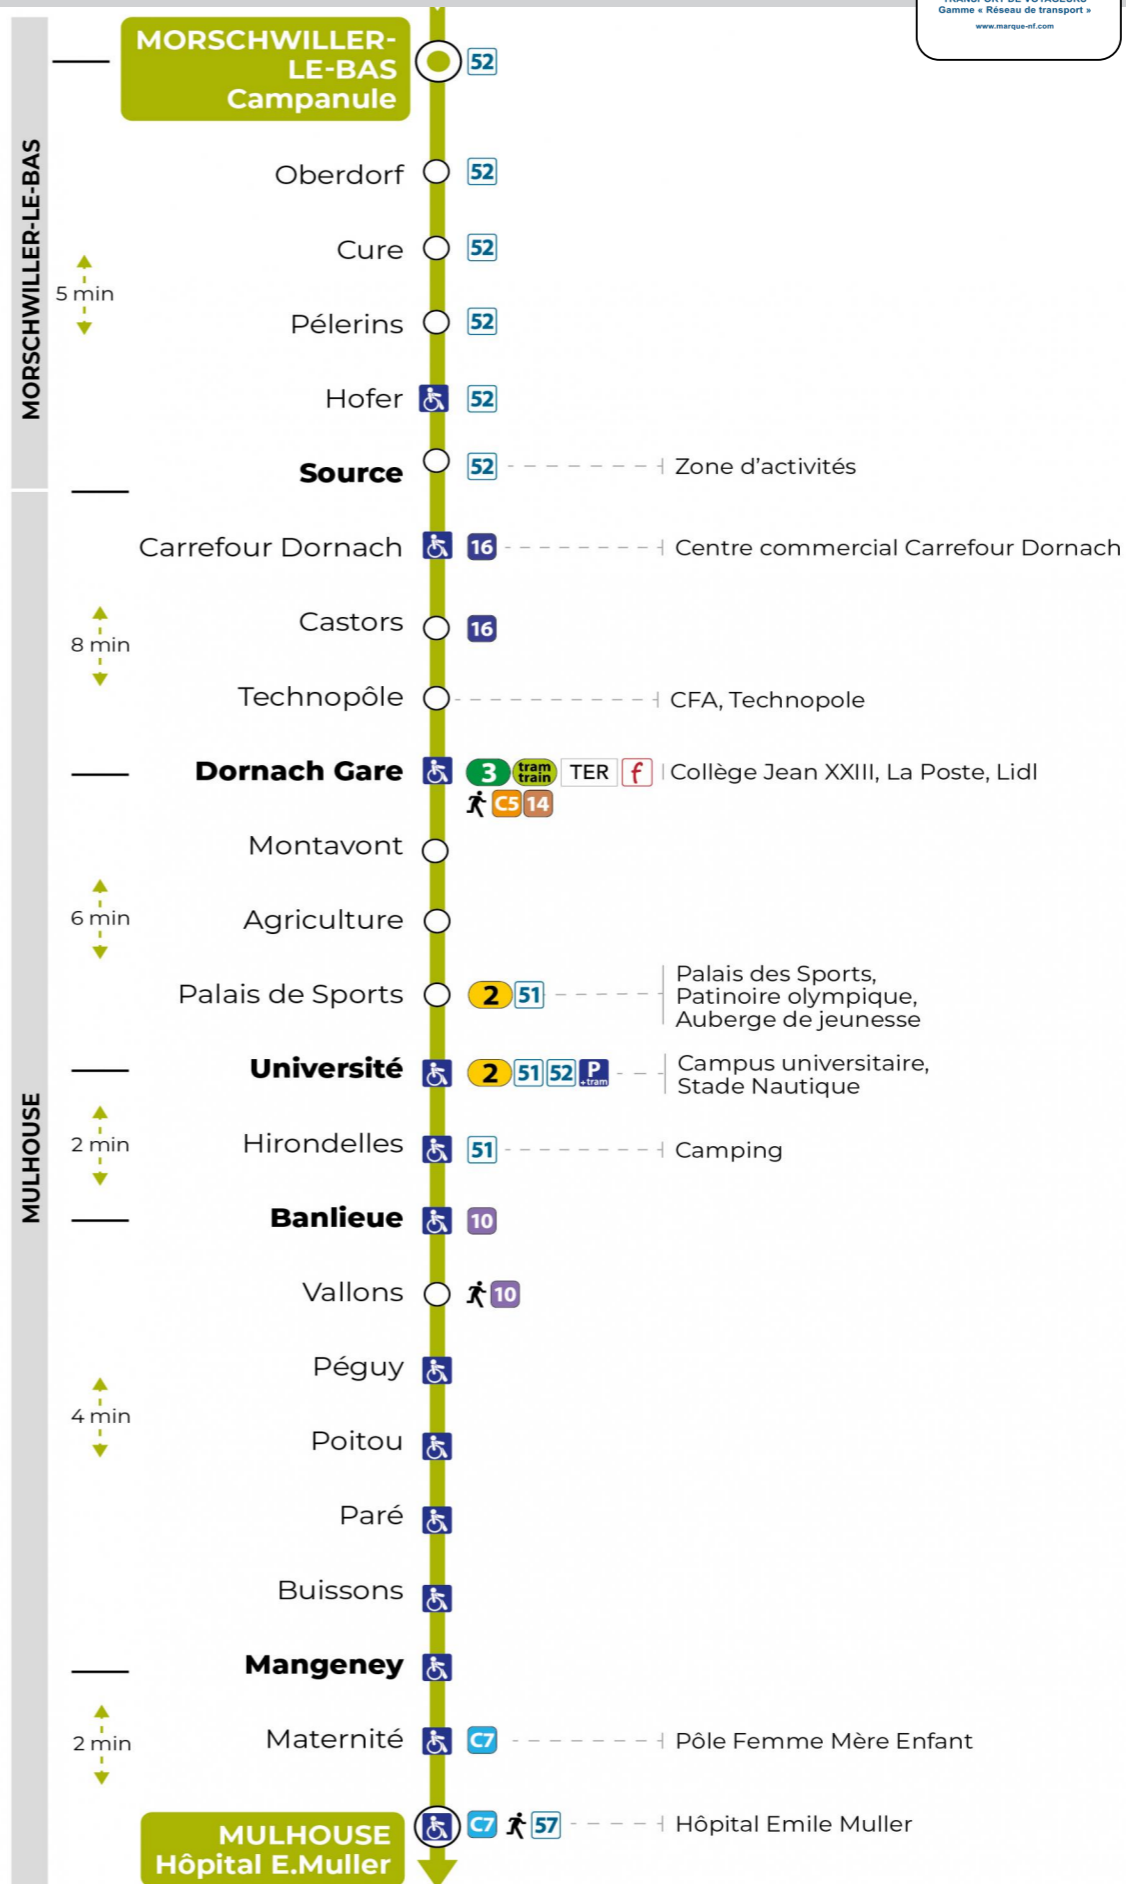 TRANSPORT DE VOYAGEURS
Gamme « Réseau de transport »
www.marque-nf.com
MORSCHWILLER-LE-BAS
MORSCHWILLER-
LE-BAS
Campanule
52
Oberdorf 52
Cure 52
5 min
Pélerins 52
Hofer 52
Source 52 Zone d'activités
MULHOUSE
Carrefour Dornach 16 Centre commercial Carrefour Dornach
Castors 16
8 min
Technopôle CFA, Technopole
Dornach Gare 3 tram train TER f Collège Jean XXIII, La Poste, Lidl
C5 14
Montavont
6 min
Agriculture
Palais de Sports 2 51
Palais des Sports,
Patinoire olympique,
Auberge de jeunesse
Université 2 51 52 P +tram
Campus universitaire,
Stade Nautique
2 min
Hirondelles 51 Camping
Banlieue 10
Vallons 10
Péguy
4 min
Poitou
Paré
Buissons
Mangeney
2 min
Maternité C7 Pôle Femme Mère Enfant
MULHOUSE
Hôpital E.Muller
C7 57 Hôpital Emile Muller